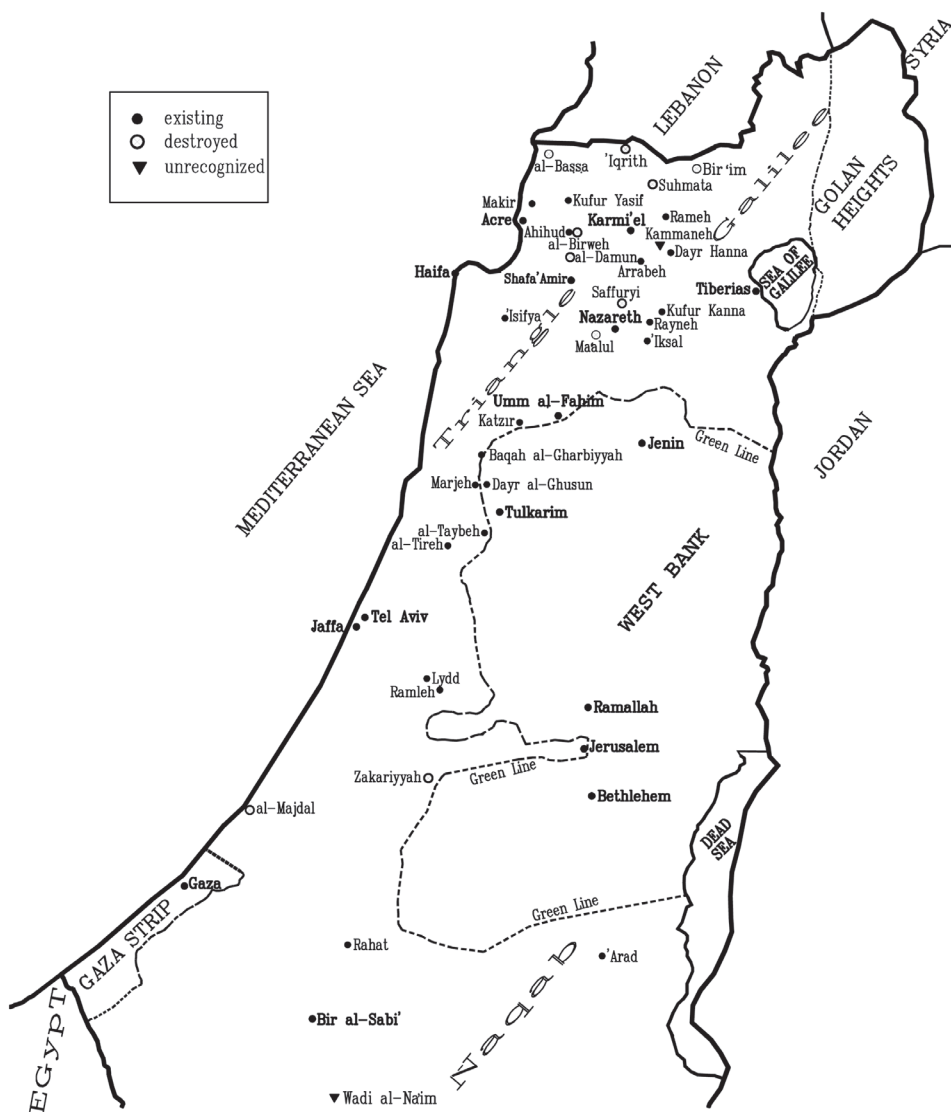 existing
destroyed
unrecognized
LEBANON
SYRIA
GOLAN
HEIGHTS
Galilee
'Iqrith
al-Bassa
Bir'im
Suhmata
Makir
Kufur Yasif
Acre
Karmi'el
Rameh
Ahihud
Kammaneh
al-Birweh
Dayr Hanna
al-Damun
Arrabeh
Haifa
Shafa'Amir
SEA OF
GALILEE
Tiberias
Saffuryi
'Isifya
Kufur Kanna
Nazareth
Rayneh
Maalul
'Iksal
Triangle
MEDITERRANEAN SEA
Umm al-Fahim
Katzir
Jenin
Green Line
JORDAN
Baqah al-Gharbiyyah
Marjeh
Dayr al-Ghusun
Tulkarim
al-Taybeh
al-Tireh
WEST BANK
Tel Aviv
Jaffa
Lydd
Ramleh
Ramallah
Jerusalem
Green Line
Zakariyyah
Bethlehem
al-Majdal
DEAD
SEA
Gaza
GAZA STRIP
Green Line
Rahat
Naqab
'Arad
EGYPT
Bir al-Sabi'
Wadi al-Na'im